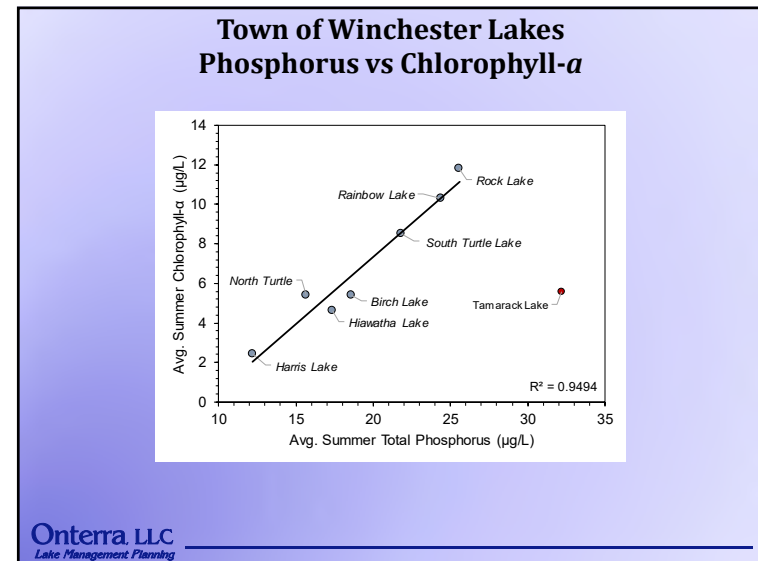 Town of Winchester Lakes
Phosphorus vs Chlorophyll-a
14
12
10
8
6
4
2
0
Avg. Summer Chlorophyll-α (µg/L)
Rock Lake
Rainbow Lake
South Turtle Lake
North Turtle
Birch Lake
Tamarack Lake
Hiawatha Lake
Harris Lake
R² = 0.9494
10 15 20 25 30 35
Avg. Summer Total Phosphorus (µg/L)
Onterra, LLC
Lake Management Planning